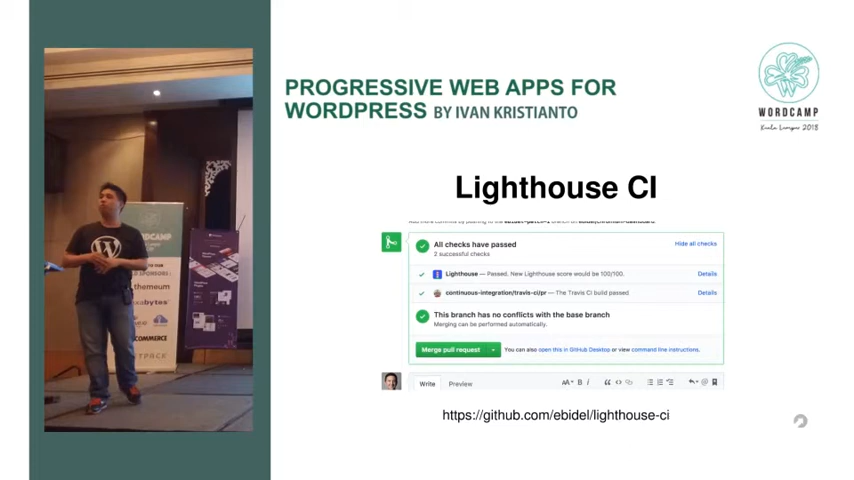 PROGRESSIVE WEB APPS FOR
WORDPRESS BY IVAN KRISTIANTO
WORDCAMP
Kuala Lumpur 2018
Lighthouse CI
All checks have passed
2 successful checks
Hide all checks
Lighthouse — Passed. New Lighthouse score would be 100/100.
Details
continuous-integration/travis-ci/pr — The Travis CI build passed
Details
This branch has no conflicts with the base branch
Merging can be performed automatically.
Merge pull request
You can also open this in GitHub Desktop or view command line instructions.
Write
Preview
https://github.com/ebidel/lighthouse-ci